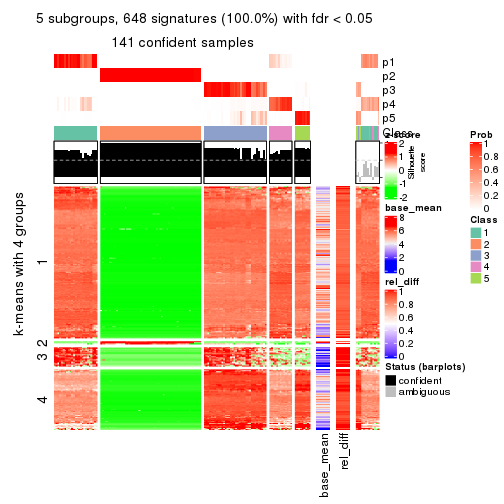 5 subgroups, 648 signatures (100.0%) with fdr < 0.05
141 confident samples
p1
p2
p3
p4
p5
Class
z-score
2
1
0
-1
-2
Silhouette
score
base_mean
8
6
4
2
0
rel_diff
1
0.8
0.6
0.4
0.2
0
Status (barplots)
confident
ambiguous
Prob
1
0.8
0.6
0.4
0.2
0
Class
1
2
3
4
5
k-means with 4 groups
1
2
3
4
base_mean
rel_diff